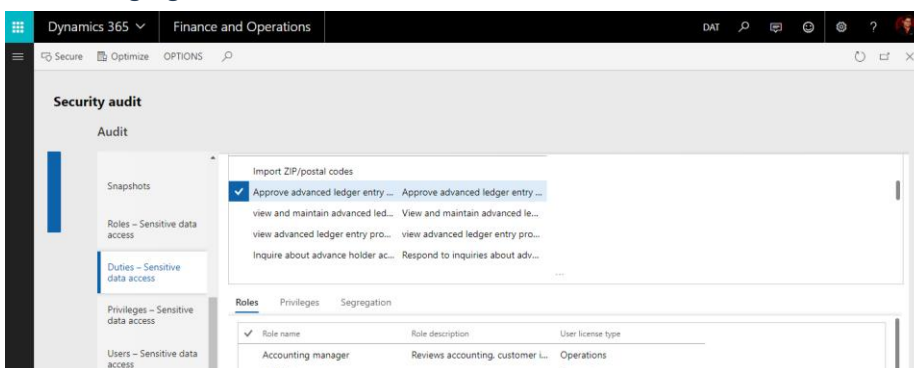 Dynamics 365 Finance and Operations DAT ?
Secure Optimize OPTIONS
Security audit
Audit
Snapshots
Roles – Sensitive data
access
Duties – Sensitive
data access
Privileges – Sensitive
data access
Users – Sensitive data
access
Import ZIP/postal codes
Approve advanced ledger entry ... Approve advanced ledger entry ...
view and maintain advanced led... View and maintain advanced le...
view advanced ledger entry pro... view advanced ledger entry pro...
Inquire about advance holder ac... Respond to inquiries about adv...
Roles Privileges Segregation
Role name Role description User license type
Accounting manager Reviews accounting, customer i... Operations